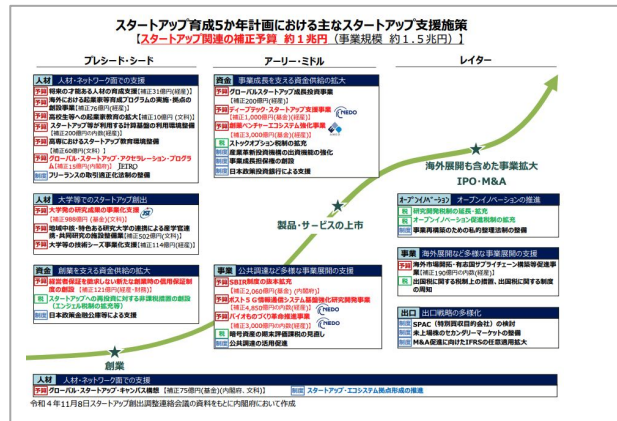 スタートアップ育成5か年計画における主なスタートアップ支援施策
【スタートアップ関連の補正予算 約1兆円(事業規模 約1.5兆円)】
プレシード・シード
人材 人材・ネットワーク面での支援
予算 将来の才能ある人材の育成支援【補正31億円(経産)】
予算 海外における起業家等育成プログラムの実施・拠点の
創設事業【補正76億円(経産)】
予算 高校生等への起業家教育の拡大【補正10億円 (文科)】
予算 スタートアップ等が利用する計算基盤の利用環境整備
【補正200億円の内数(経産)】
予算 高専におけるスタートアップ教育環境整備
【補正60億円(文科)】
予算 グローバル・スタートアップ・アクセラレーション・プログラ
ム【補正15億円(内閣府)】 JETRO
制度 フリーランスの取引適正化法制の整備
人材 大学等でのスタートアップ創出
予算 大学発の研究成果の事業化支援
【補正988億円 (基金)(文科)】 JST
予算 地域中核・特色ある研究大学の連携による産学官連
携・共同研究の施設整備事業【補正502億円(文科)】
予算 大学等の技術シーズ事業化支援【補正114億円(経産)】
資金 創業を支える資金供給の拡大
予算 経営者保証を徴求しない新たな創業時の信用保証制度
の創設 【補正121億円(経産・財務)】
税 スタートアップへの再投資に対する非課税措置の創設
(エンジェル税制の拡充等)
制度 日本政策金融公庫等による支援
創業
アーリー・ミドル
資金 事業成長を支える資金供給の拡大
予算 グローバルスタートアップ成長投資事業
【補正200億円(経産)】
予算 ディープテック・スタートアップ支援事業
【補正1,000億円(基金)(経産)】 NEDO
予算 創薬ベンチャーエコシステム強化事業
【補正3,000億円(基金)(経産)】
税 ストックオプション税制の拡充
制度 産業革新投資機構の出資機能の強化
制度 事業成長担保権の創設
制度 日本政策投資銀行による支援
製品・サービスの上市
事業 公共調達など多様な事業展開の支援
予算 SBIR制度の抜本拡充
【補正2,060億円 (基金) (内閣府)】
予算 ポスト5G情報通信システム基盤強化研究開発事業
【補正4,850億円の内数(経産)】 NEDO
予算 バイオものづくり革命推進事業
【補正3,000億円の内数(経産)】 NEDO
税 暗号資産の期末評価課税の見直し
制度 公共調達の活用促進
レイター
海外展開も含めた事業拡大
IPO・M&A
オープンイノベーション オープンイノベーションの推進
税 研究開発税制の延長・拡充
税 オープンイノベーション促進税制の拡充
制度 事業再構築のための私的整理法制の整備
事業 海外展開など多様な事業展開の支援
予算 海外市場開拓・有志国サプライチェーン構築等促進事
業【補正190億円の内数(経産)】
税 出国税に関する税制上の措置、出国税に関する制度
の周知
出口 出口戦略の多様化
制度 SPAC(特別買収目的会社)の検討
制度 未上場株のセカンダリーマーケットの整備
制度 M&A促進に向けたIFRSの任意適用拡大
人材 人材・ネットワーク面での支援
予算 グローバル・スタートアップ・キャンパス構想 【補正75億円(基金)(内閣府、文科)】 制度 スタートアップ・エコシステム拠点形成の推進
令和4年11月8日スタートアップ創出調整連絡会議の資料をもとに内閣府において作成